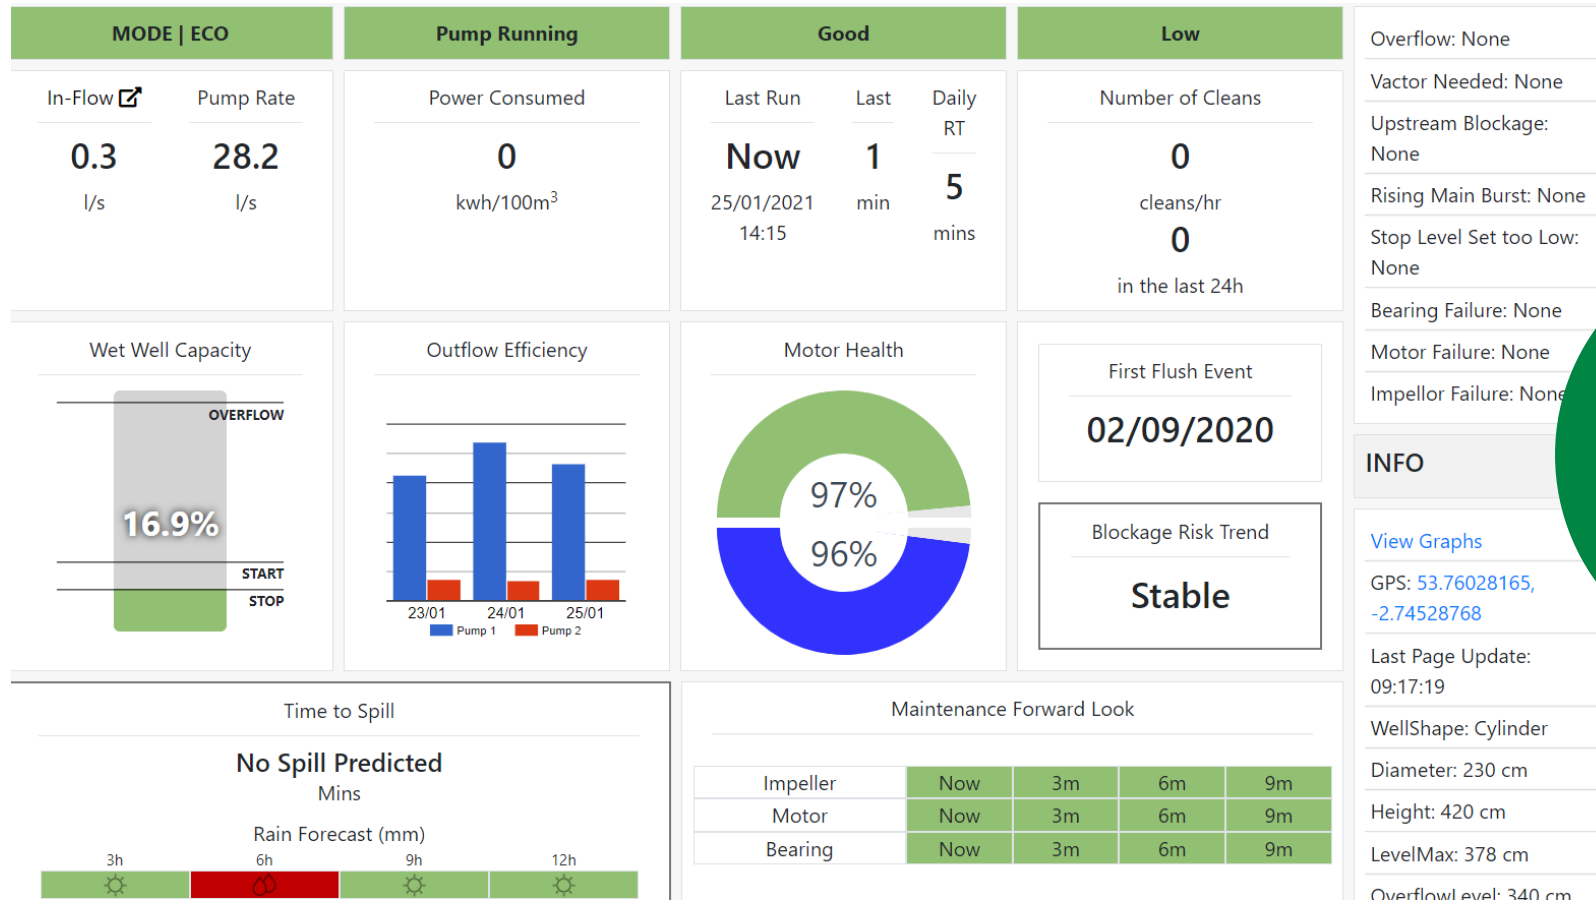 MODE | ECO
Pump Running
Good
Low
In-Flow
Pump Rate
0.3
28.2
l/s
l/s
Power Consumed
0
kwh/100m³
Last Run
Last
Daily
RT
Now
1
5
25/01/2021
14:15
min
mins
Number of Cleans
0
cleans/hr
0
in the last 24h
Wet Well Capacity
OVERFLOW
16.9%
START
STOP
Outflow Efficiency
23/01
24/01
25/01
Pump 1
Pump 2
Motor Health
97%
96%
First Flush Event
02/09/2020
Blockage Risk Trend
Stable
Time to Spill
No Spill Predicted
Mins
Rain Forecast (mm)
3h
6h
9h
12h
Maintenance Forward Look
Impeller Now 3m 6m 9m
Motor Now 3m 6m 9m
Bearing Now 3m 6m 9m
Overflow: None
Vactor Needed: None
Upstream Blockage:
None
Rising Main Burst: None
Stop Level Set too Low:
None
Bearing Failure: None
Motor Failure: None
Impellor Failure: None
INFO
View Graphs
GPS: 53.76028165,
-2.74528768
Last Page Update:
09:17:19
WellShape: Cylinder
Diameter: 230 cm
Height: 420 cm
LevelMax: 378 cm
OverflowLevel: 340 cm